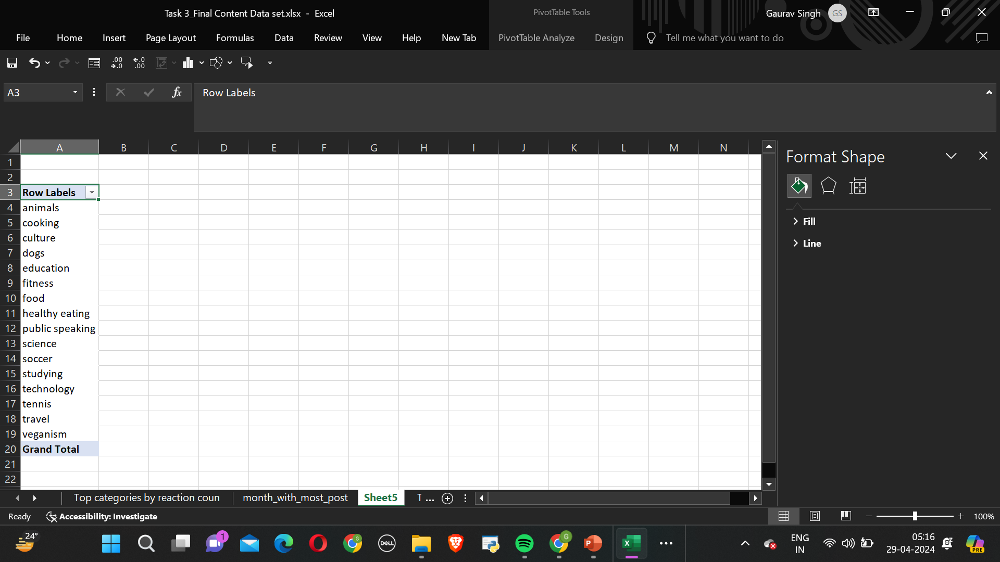 Task 3_Final Content Data set.xlsx - Excel
PivotTable Tools
Gaurav Singh GS
File Home Insert Page Layout Formulas Data Review View Help New Tab PivotTable Analyze Design Tell me what you want to do
A3 fx Row Labels
A B C D E F G H I J K L M N
1
2
3 Row Labels
4 animals
5 cooking
6 culture
7 dogs
8 education
9 fitness
10 food
11 healthy eating
12 public speaking
13 science
14 soccer
15 studying
16 technology
17 tennis
18 travel
19 veganism
20 Grand Total
21
22
Format Shape
Fill
Line
Top categories by reaction coun month_with_most_post Sheet5 T ...
Ready Accessibility: Investigate 100%
24° 1 G DELL G P X ENG IN 05:16 29-04-2024 PRE